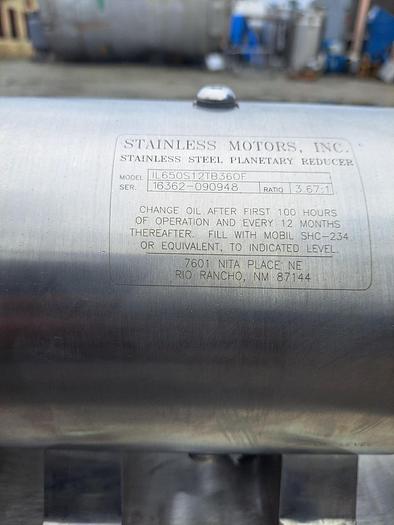 STAINLESS MOTORS, INC.
STAINLESS STEEL PLANETARY REDUCER
MODEL IL650S12TB360F
SER. 16362-090948 RATIO 3.67:1
CHANGE OIL AFTER FIRST 100 HOURS
OF OPERATION AND EVERY 12 MONTHS
THEREAFTER. FILL WITH MOBIL SHC-234
OR EQUIVALENT, TO INDICATED LEVEL
7601 NITA PLACE NE
RIO RANCHO, NM 87144